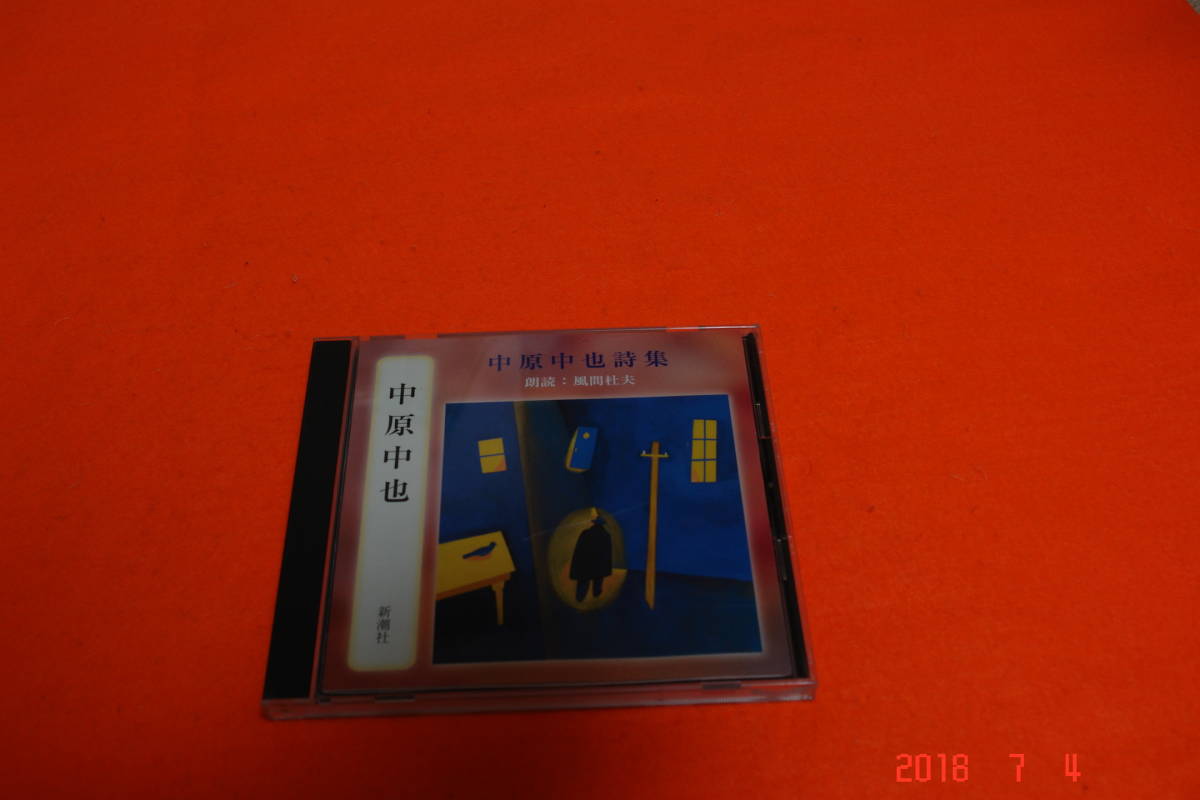 中原中也詩集
朗読：風間杜夫
中原中也
新潮社
2018 7 4